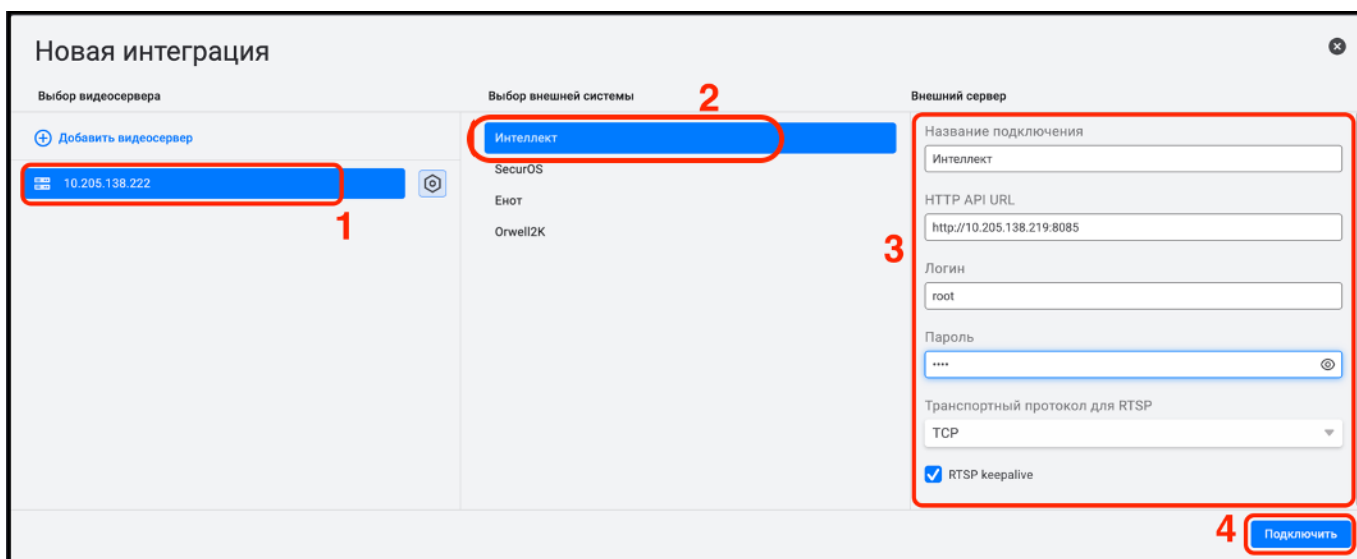 Новая интеграция
Выбор видеосервера
Добавить видеосервер
10.205.138.222
1
Выбор внешней системы
2
Интеллект
SecurOS
Енот
Orwell2K
Внешний сервер
3
Название подключения
Интеллект
HTTP API URL
http://10.205.138.219:8085
Логин
root
Пароль
••••
Транспортный протокол для RTSP
TCP
RTSP keepalive
4
Подключить